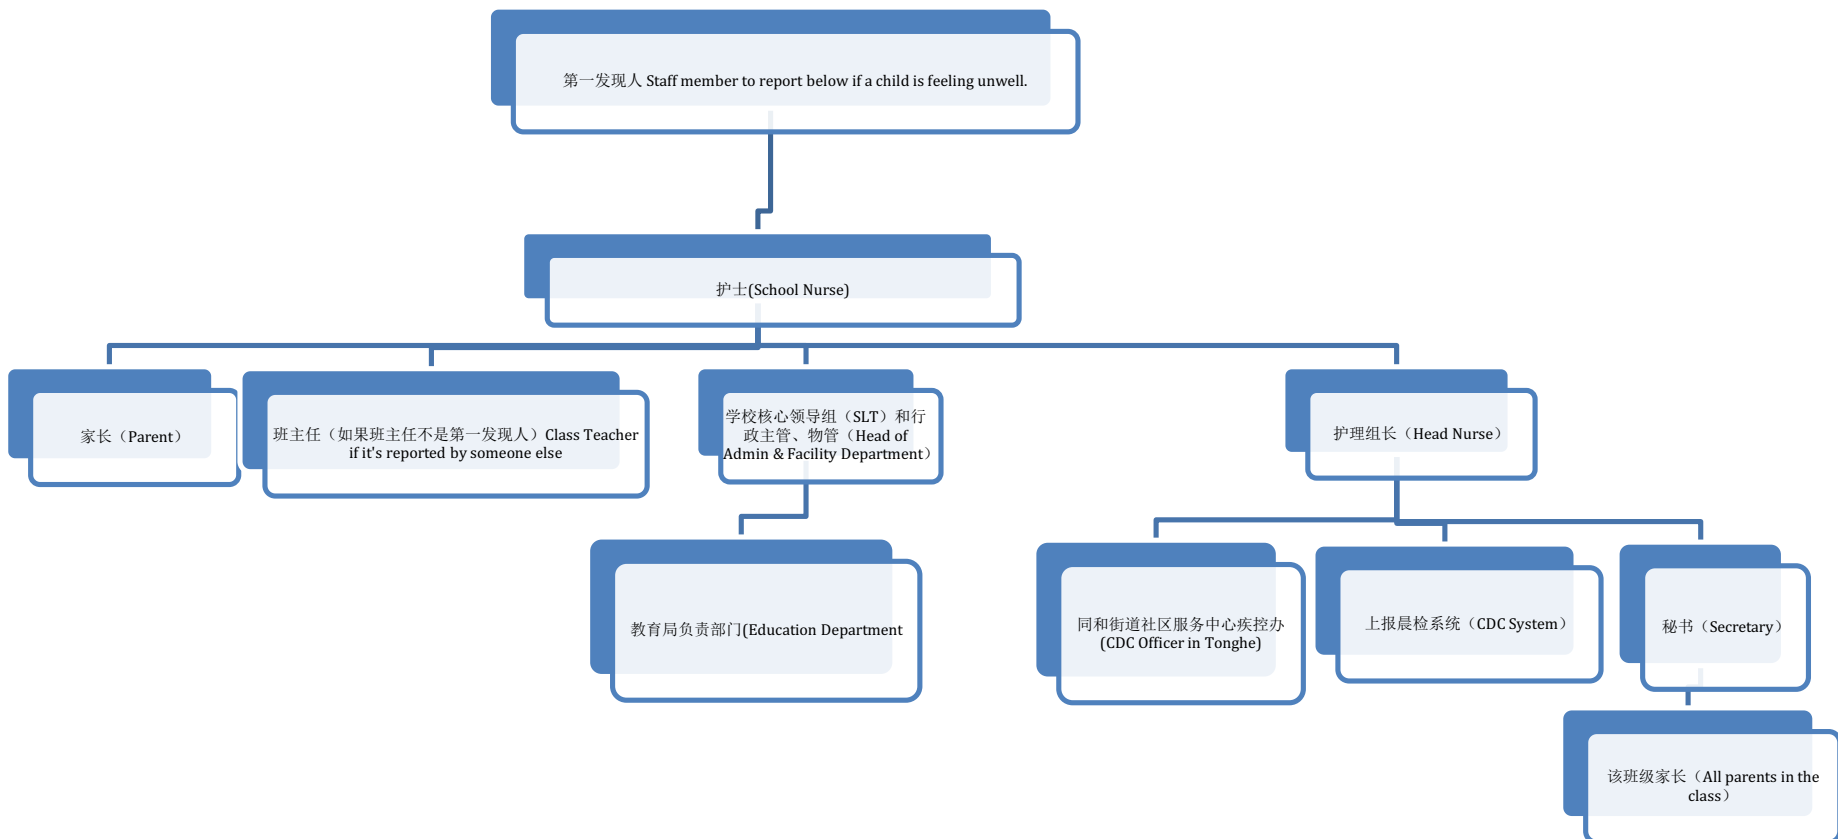 第一发现人 Staff member to report below if a child is feeling unwell.
护士(School Nurse)
家长（Parent）
班主任（如果班主任不是第一发现人）Class Teacher
if it's reported by someone else
学校核心领导组（SLT）和行
政主管、物管（Head of
Admin & Facility Department）
护理组长（Head Nurse）
教育局负责部门(Education Department
同和街道社区服务中心疾控办
(CDC Officer in Tonghe)
上报晨检系统（CDC System）
秘书（Secretary）
该班级家长（All parents in the
class）